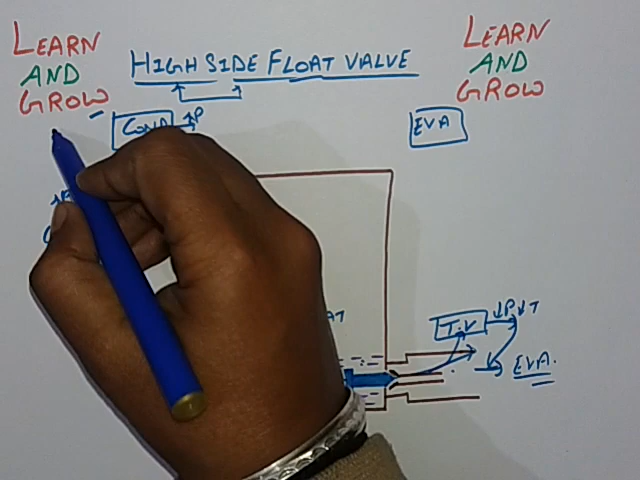 LEARN
AND
GROW
HIGH SIDE FLOAT VALVE
LEARN
AND
GROW
↑P
EVA
T.V
↓P↓T
EVA.